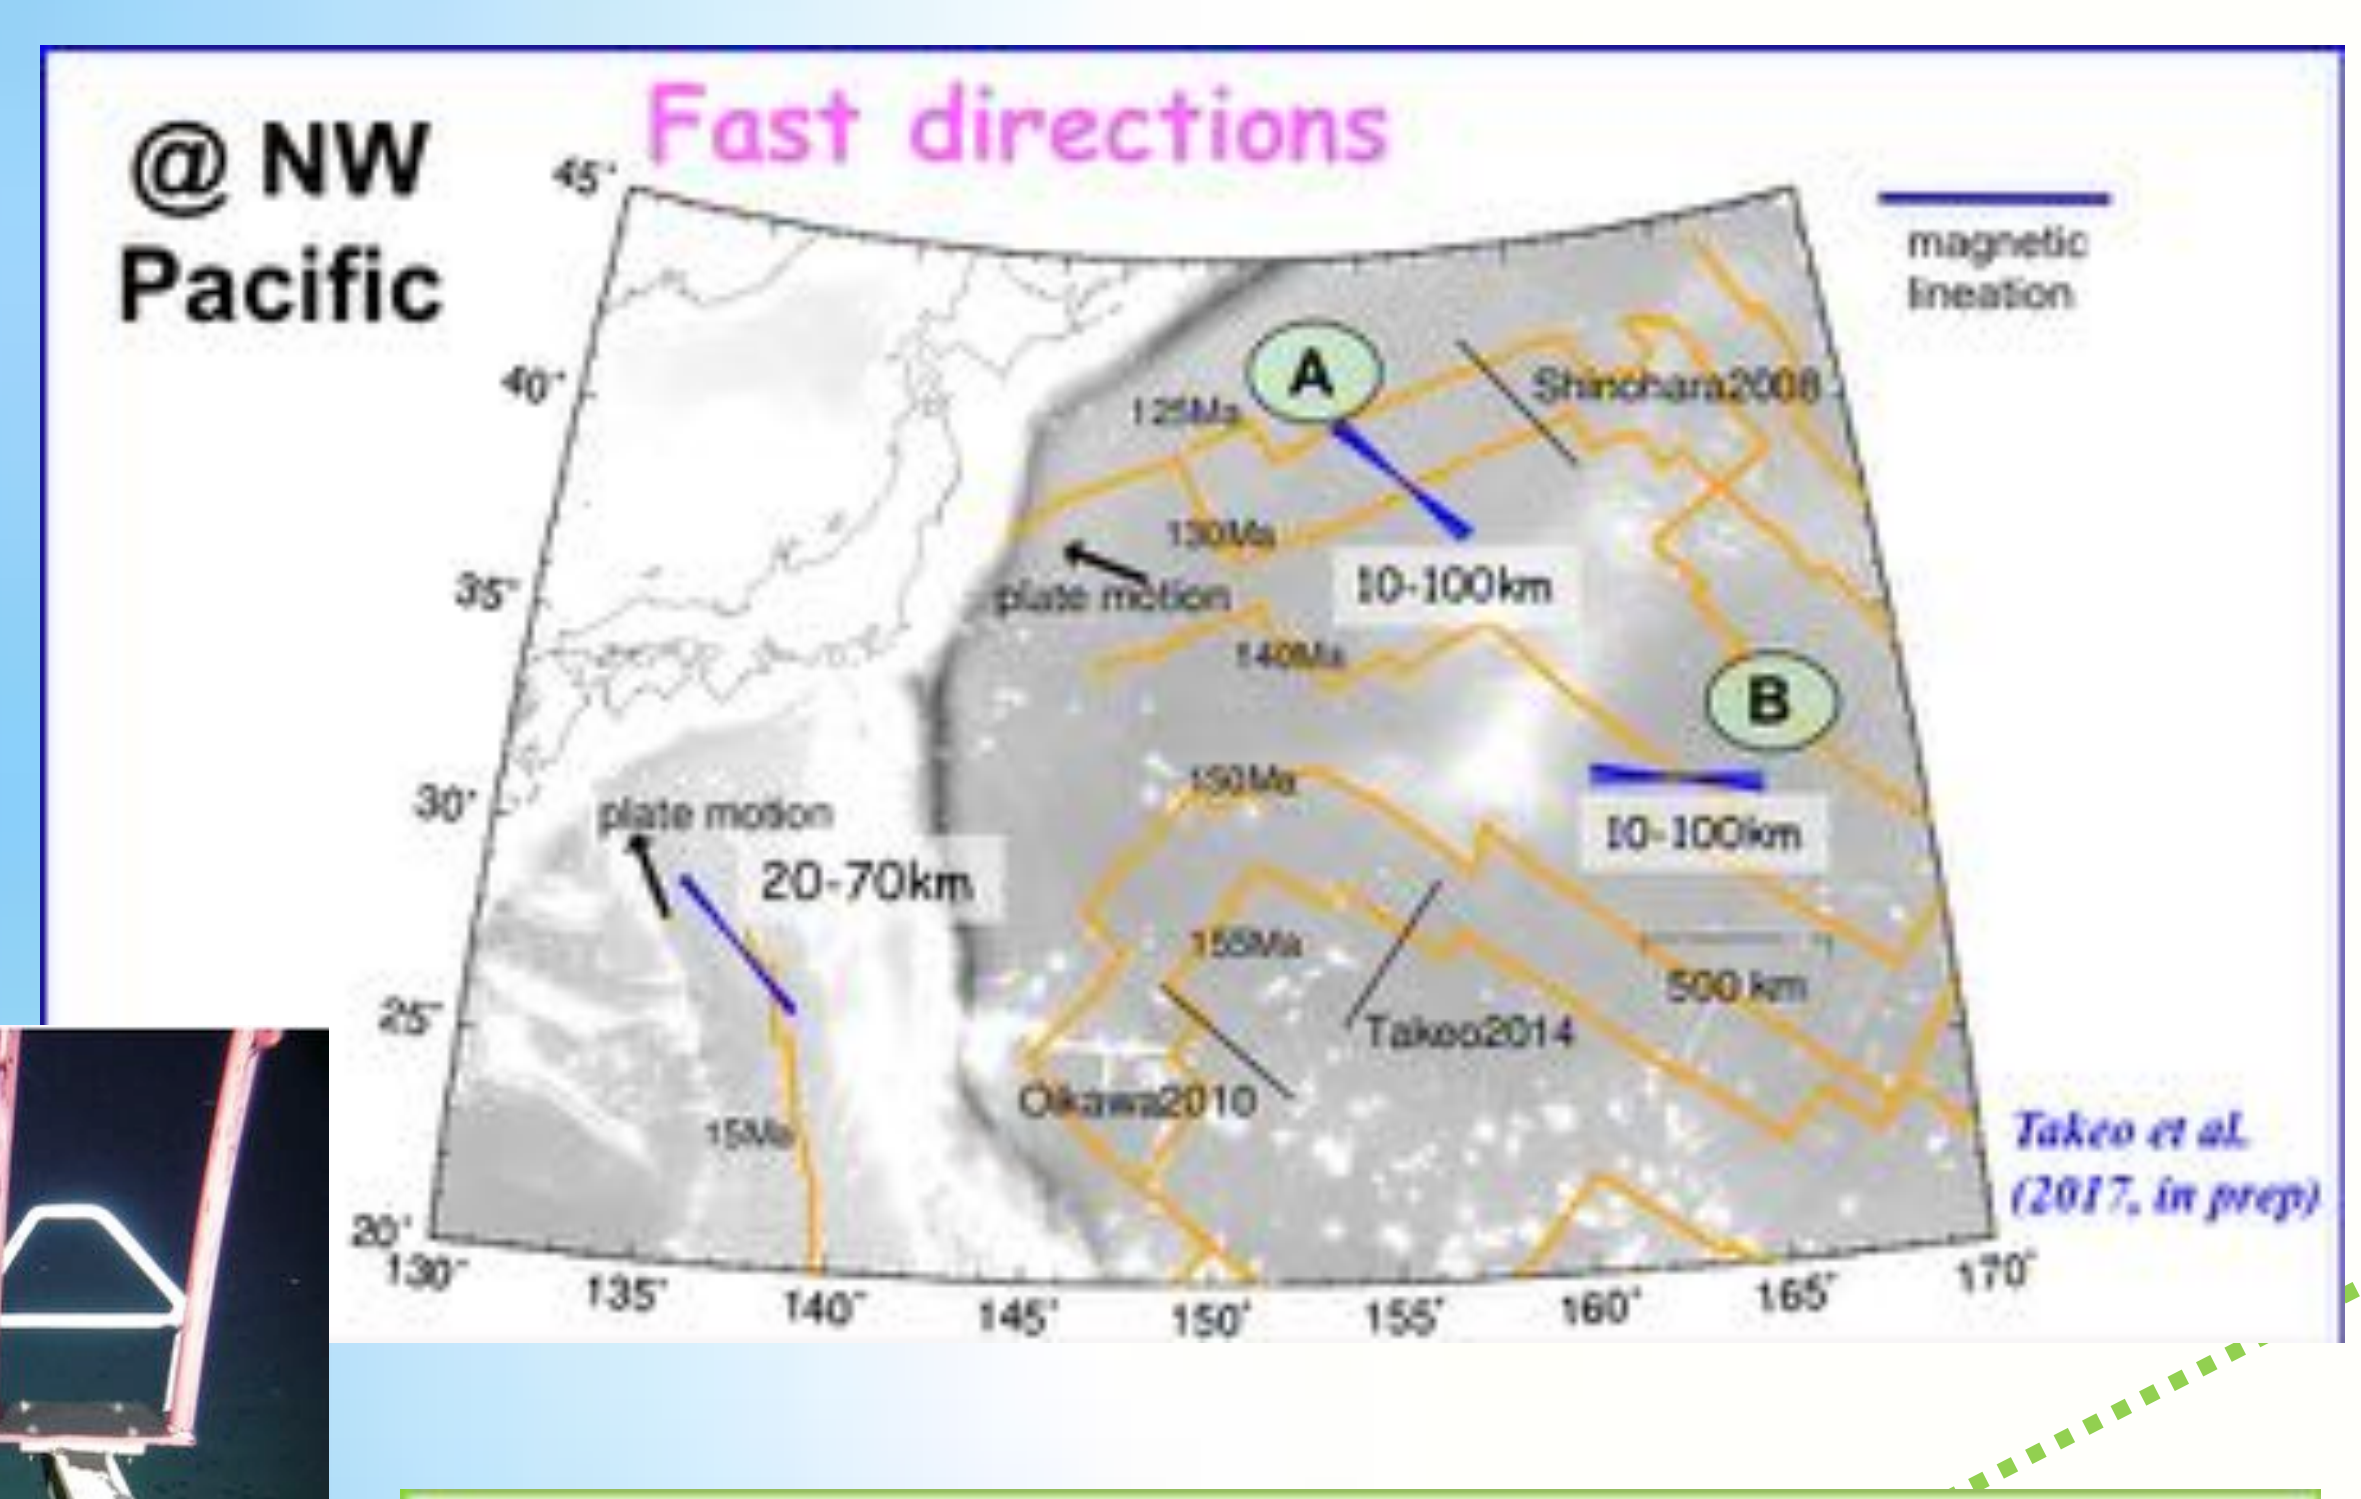 @ NW
Pacific
Fast directions
magnetic
lineation
45°
40°
35°
30°
25°
20°
130°
135°
140°
145°
150°
155°
160°
165°
170°
A
Shinohara2008
125Ma
130Ma
10-100km
plate motion
140Ma
B
150Ma
10-100km
plate motion
20-70km
155Ma
500 km
Takeo2014
Oikawa2010
15Ma
Takeo et al.
(2017, in prep)